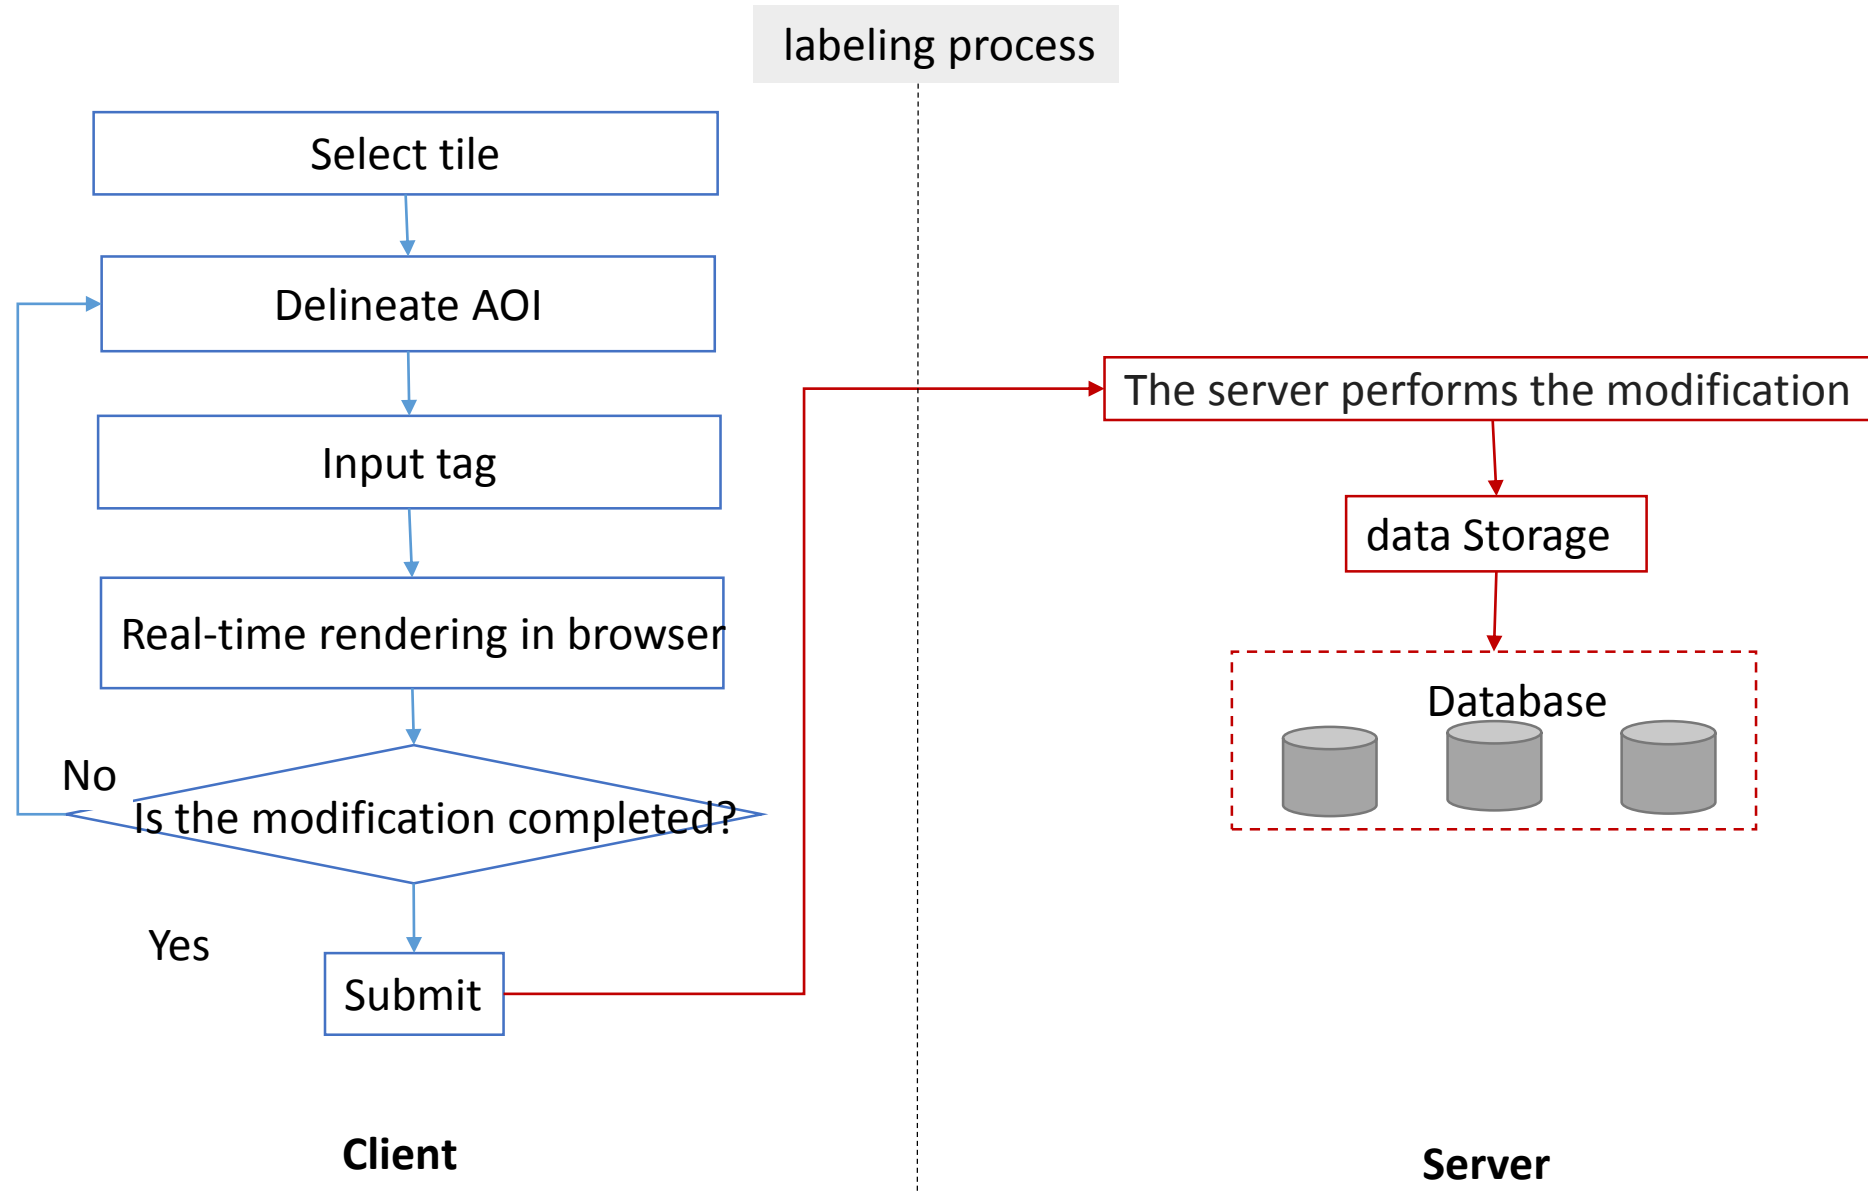 labeling process
Select tile
Delineate AOI
Input tag
Real-time rendering in browser
No
Is the modification completed?
Yes
Submit
Client
The server performs the modification
data Storage
Database
Server